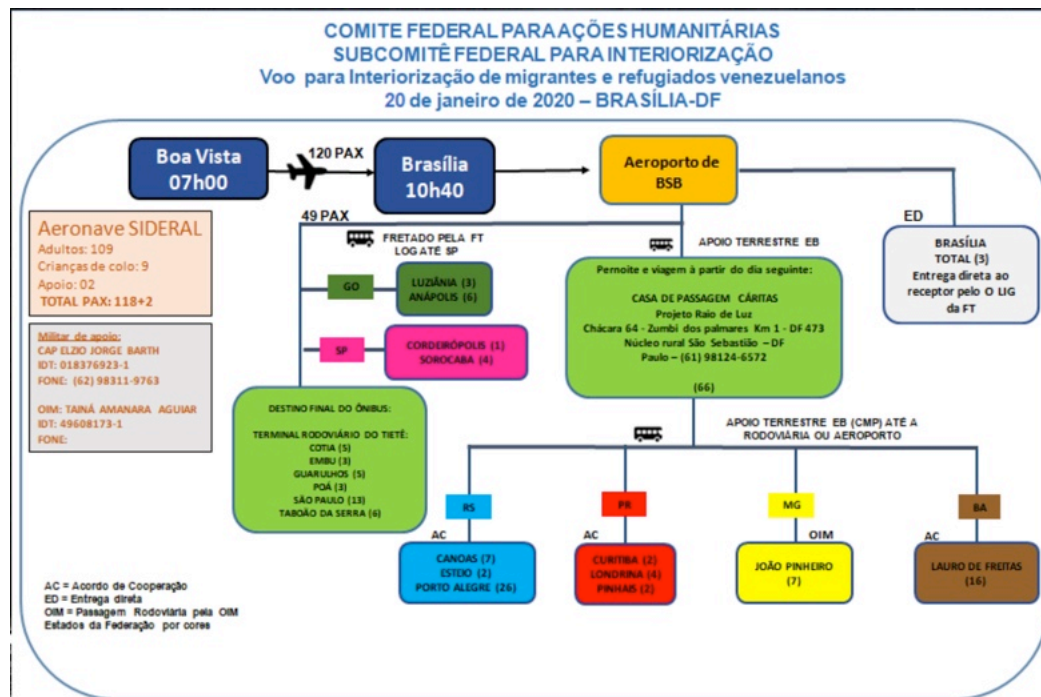 COMITE FEDERAL PARA AÇÕES HUMANITÁRIAS
SUBCOMITÊ FEDERAL PARA INTERIORIZAÇÃO
Voo para Interiorização de migrantes e refugiados venezuelanos
20 de janeiro de 2020 – BRASÍLIA-DF
Boa Vista
07h00
120 PAX
Brasília
10h40
Aeroporto de
BSB
Aeronave SIDERAL
Adultos: 109
Crianças de colo: 9
Apoio: 02
TOTAL PAX: 118+2
Militar de apoio:
CAP ELZIO JORGE BARTH
IDT: 018376923-1
FONE: (62) 98311-9763
OIM: TAINÁ AMANARA AGUIAR
IDT: 49608173-1
FONE:
49 PAX
FRETADO PELA FT
LOG ATÉ SP
GO
LUZIÂNIA (3)
ANÁPOLIS (6)
SP
CORDEIRÓPOLIS (1)
SOROCABA (4)
DESTINO FINAL DO ÔNIBUS:
TERMINAL RODOVIÁRIO DO TIETÊ:
COTIA (5)
EMBU (3)
GUARULHOS (5)
POÁ (3)
SÃO PAULO (13)
TABOÃO DA SERRA (6)
APOIO TERRESTRE EB
Pernoite e viagem à partir do dia seguinte:
CASA DE PASSAGEM CÁRITAS
Projeto Raio de Luz
Chácara 64 - Zumbi dos palmares Km 1 - DF 473
Núcleo rural São Sebastião – DF
Paulo – (61) 98124-6572
(66)
ED
BRASÍLIA
TOTAL (3)
Entrega direta ao
receptor pelo O LIG
da FT
APOIO TERRESTRE EB (CMP) ATÉ A
RODOVIÁRIA OU AEROPORTO
RS
AC
CANOAS (7)
ESTEIO (2)
PORTO ALEGRE (26)
PR
AC
CURITIBA (2)
LONDRINA (4)
PINHAIS (2)
MG
OIM
JOÃO PINHEIRO
(7)
BA
AC
LAURO DE FREITAS
(16)
AC = Acordo de Cooperação
ED = Entrega direta
OIM = Passagem Rodoviária pela OIM
Estados da Federação por cores